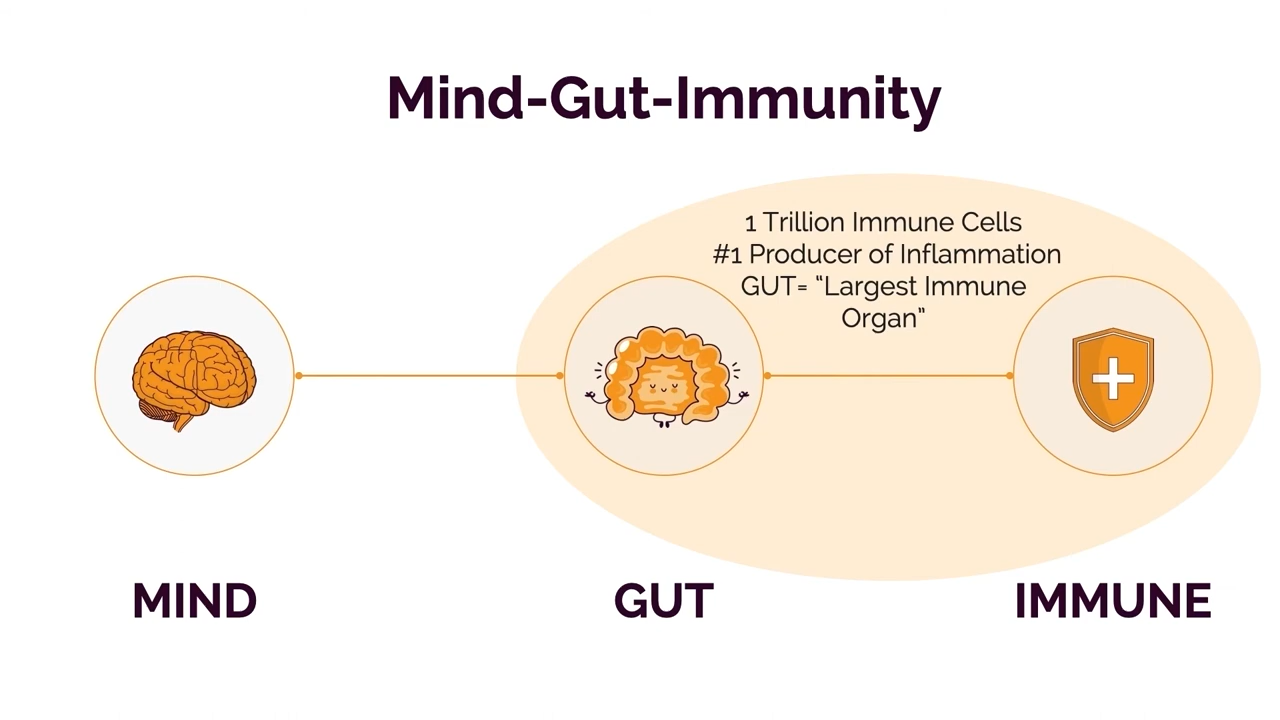 Mind-Gut-Immunity
1 Trillion Immune Cells
#1 Producer of Inflammation
GUT= “Largest Immune
Organ”
MIND
GUT
IMMUNE